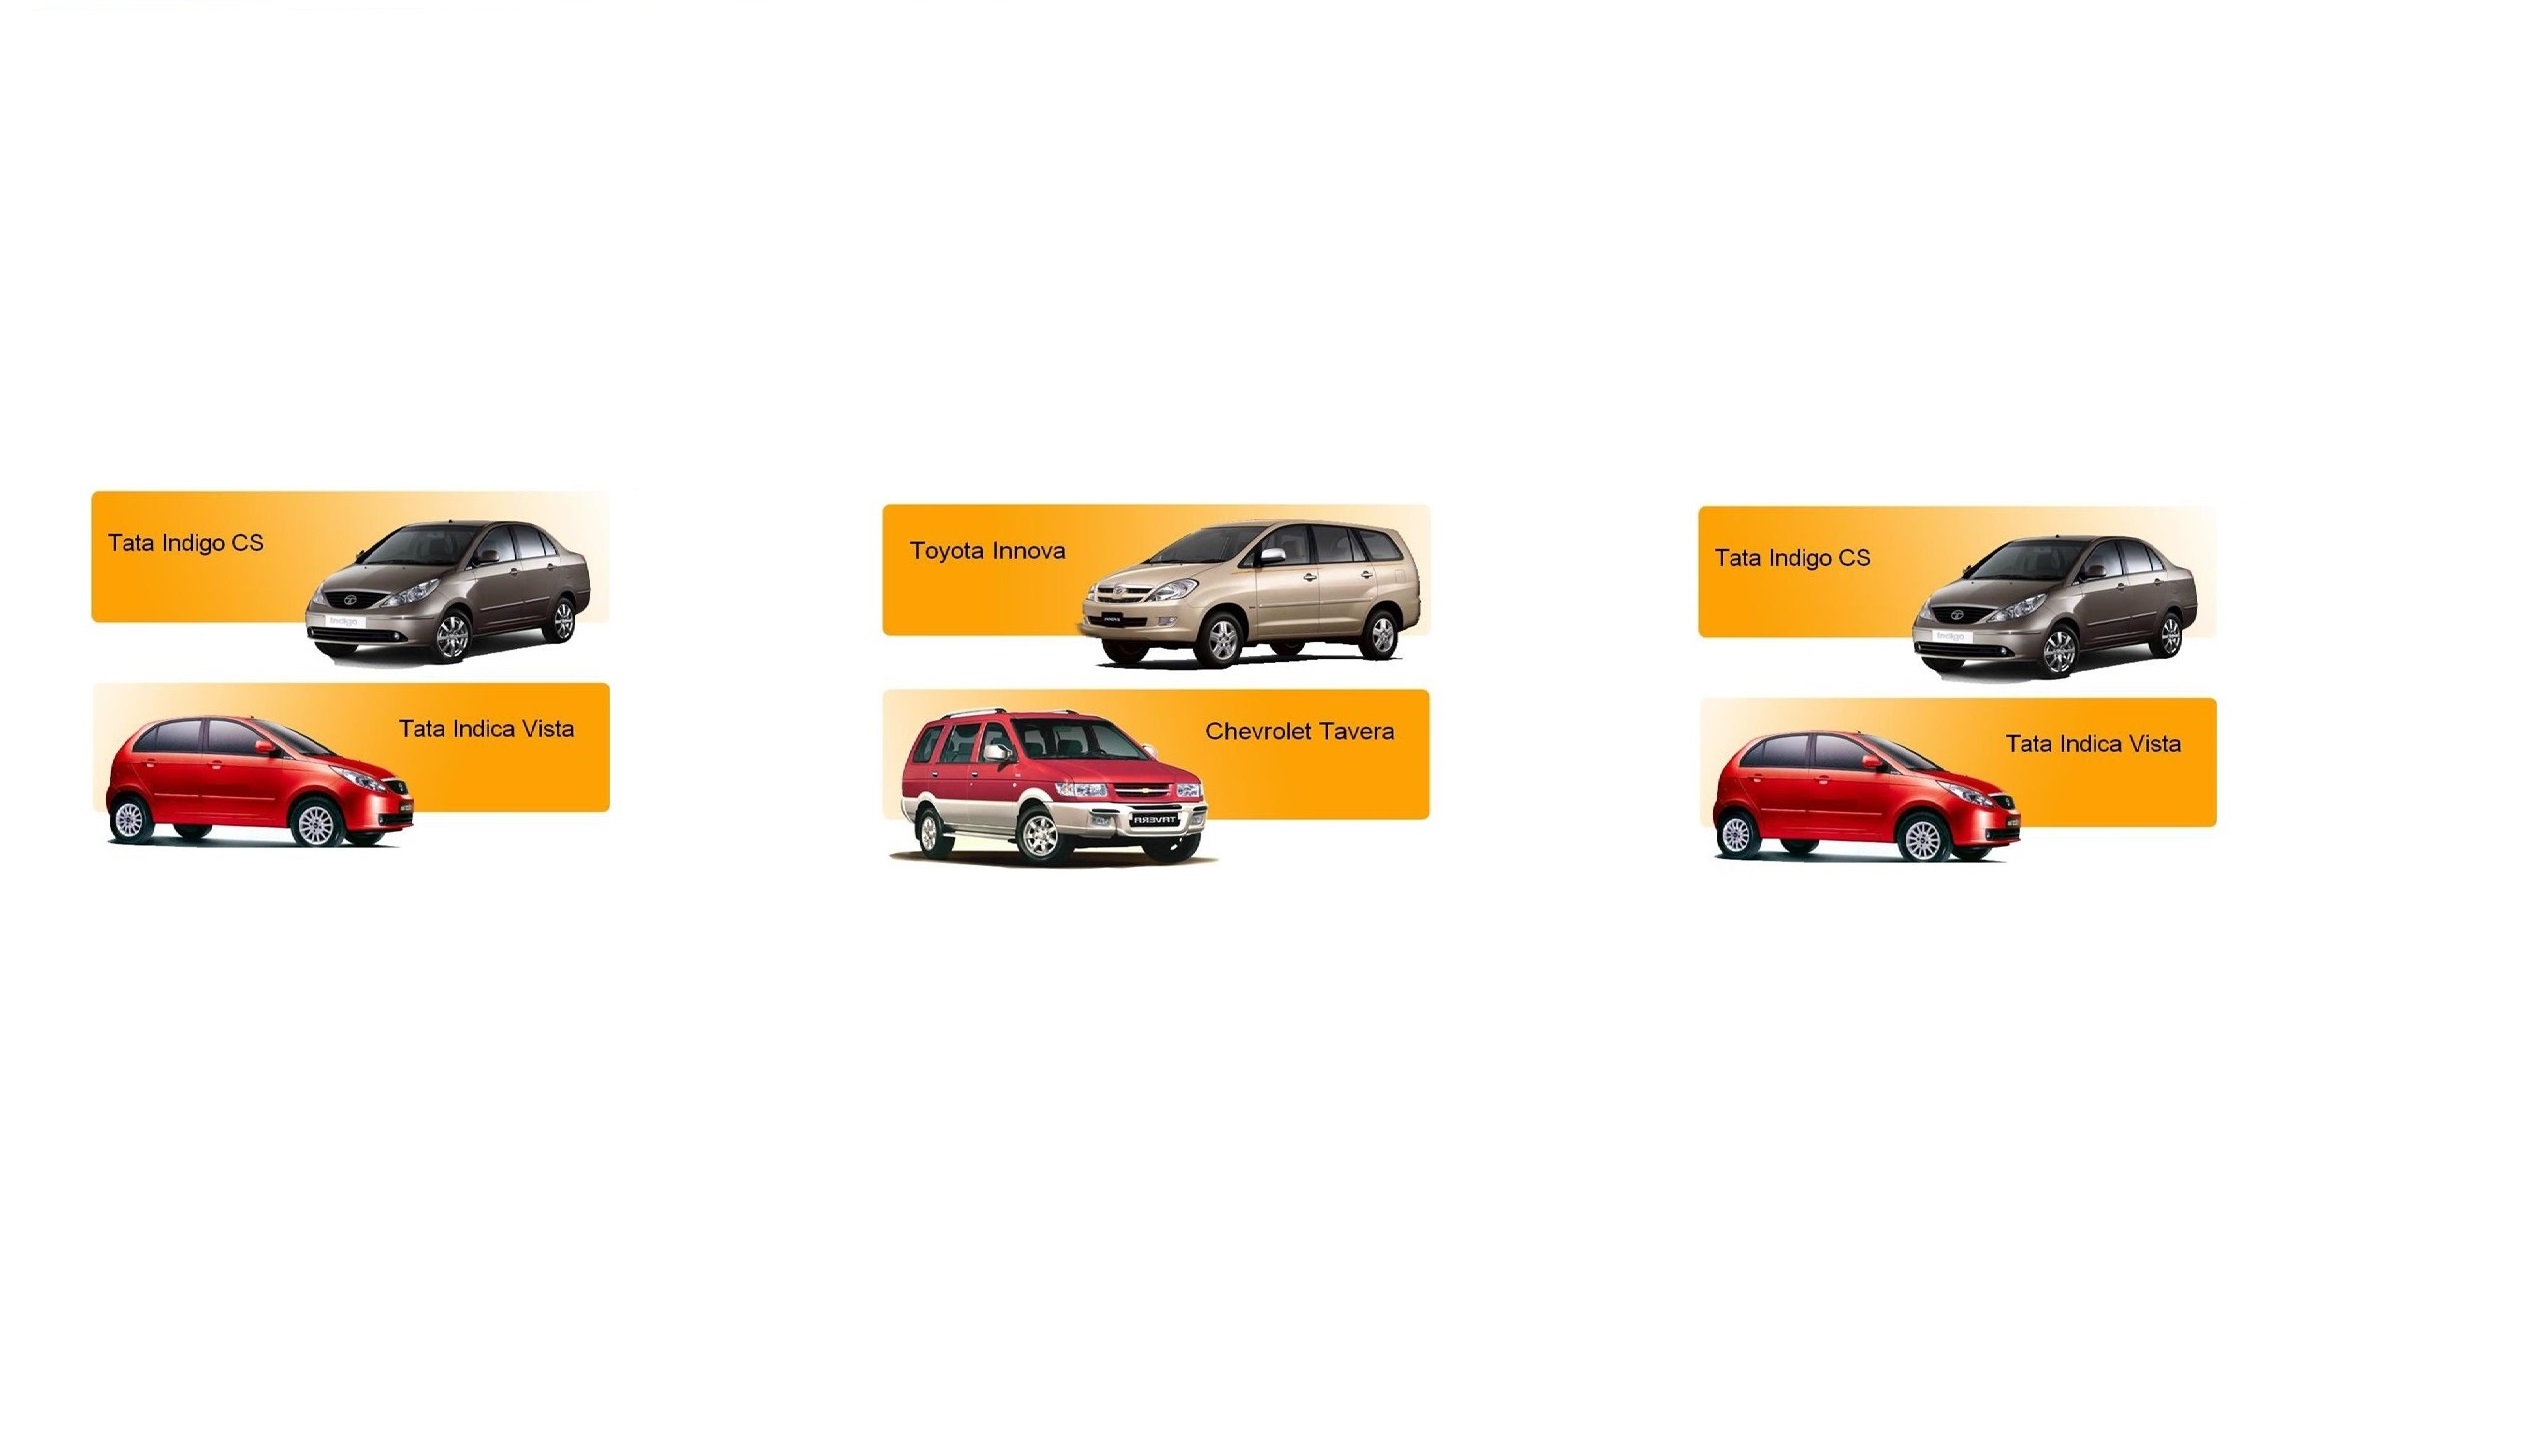 Tata Indigo CS
Indigo
Tata Indica Vista
Toyota Innova
INNOVA
Chevrolet Tavera
TAVERA
Tata Indigo CS
Indigo
Tata Indica Vista